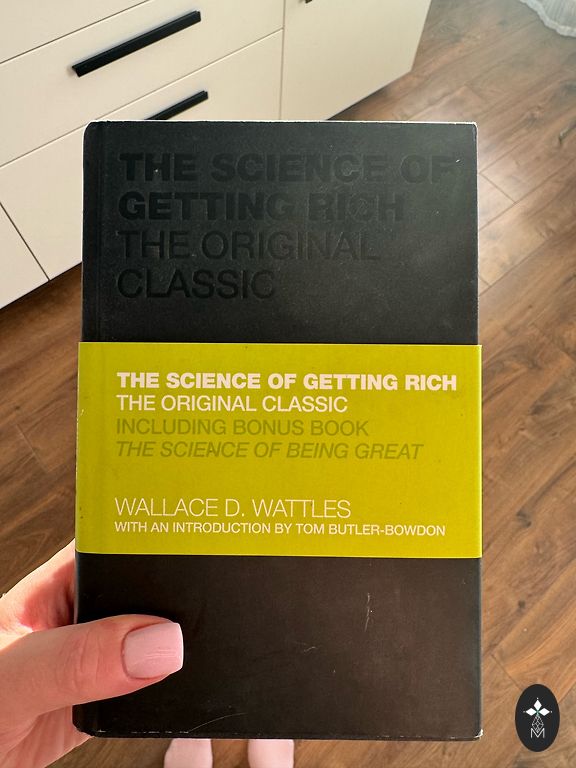 THE SCIENCE OF
GETTING RICH
THE ORIGINAL
CLASSIC
THE SCIENCE OF GETTING RICH
THE ORIGINAL CLASSIC
INCLUDING BONUS BOOK
THE SCIENCE OF BEING GREAT
WALLACE D. WATTLES
WITH AN INTRODUCTION BY TOM BUTLER-BOWDON
M